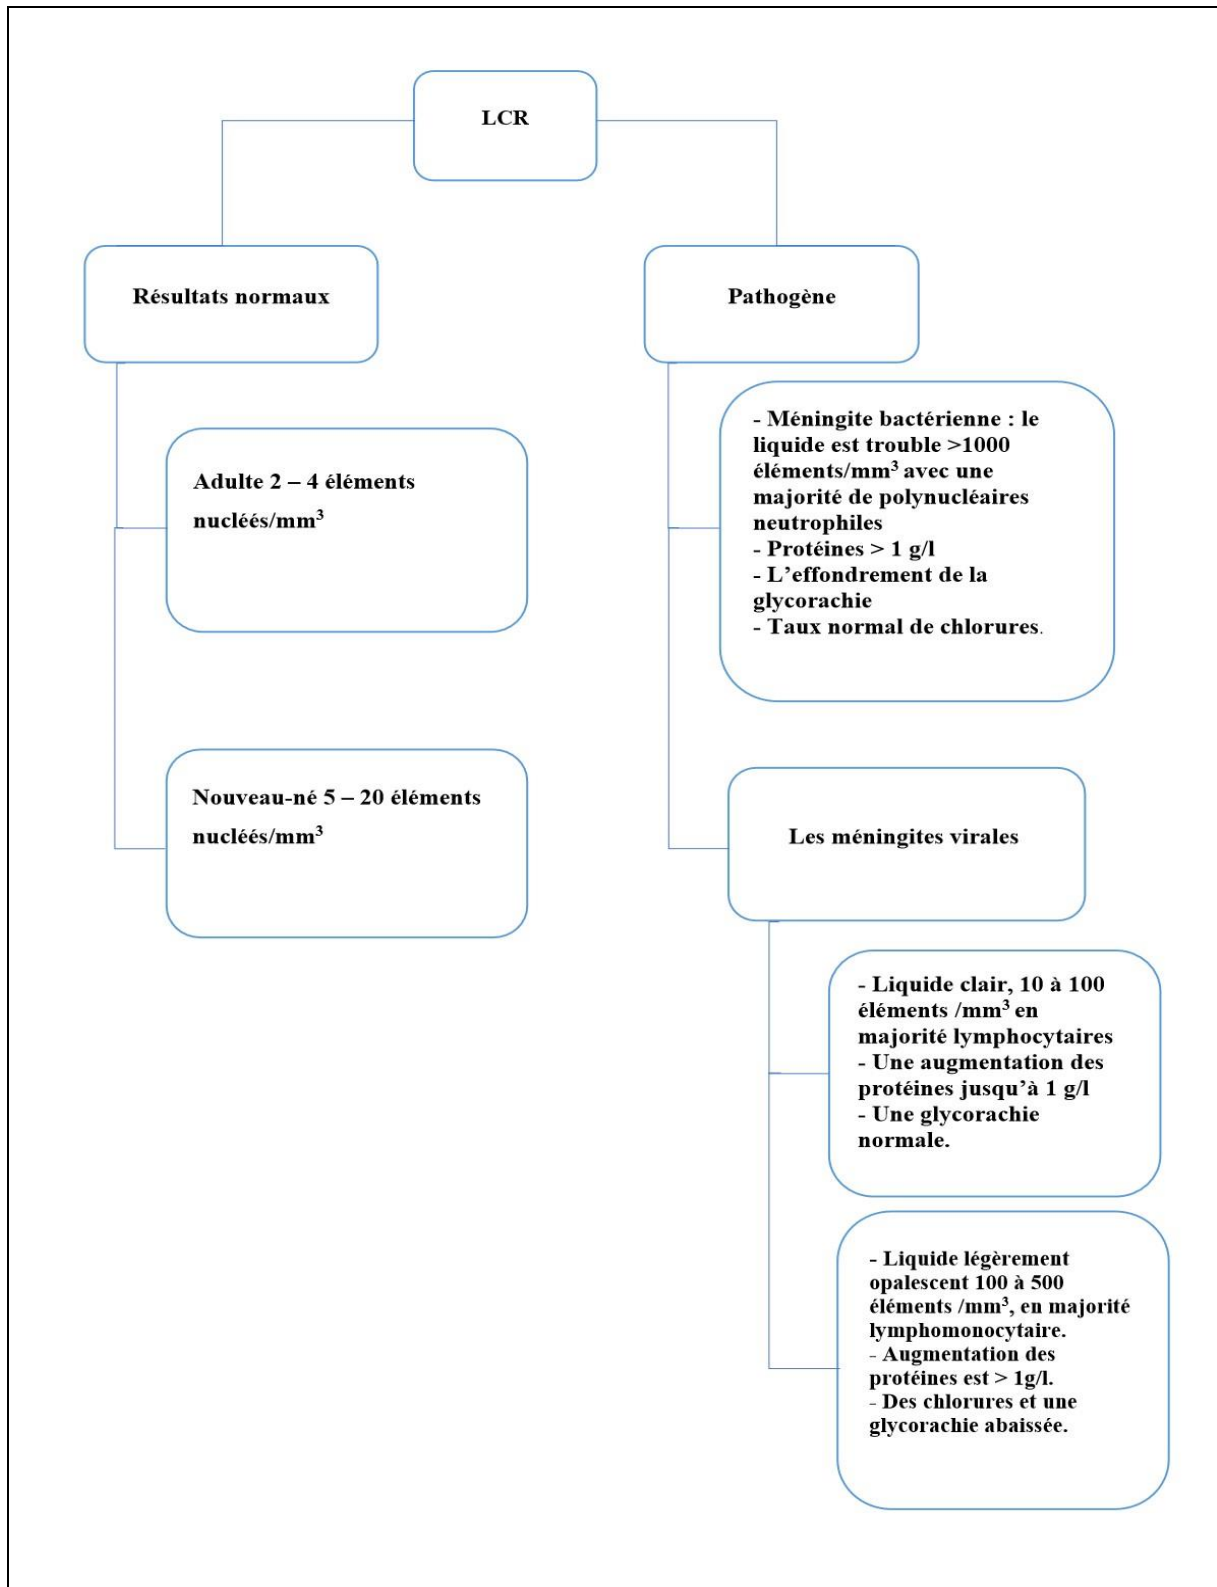 LCR
Résultats normaux
Pathogène
Adulte 2 – 4 éléments
nucléés/mm³
- Méningite bactérienne : le
liquide est trouble >1000
éléments/mm³ avec une
majorité de polynucléaires
neutrophiles
- Protéines > 1 g/l
- L’effondrement de la
glycorachie
- Taux normal de chlorures.
Nouveau-né 5 – 20 éléments
nucléés/mm³
Les méningites virales
- Liquide clair, 10 à 100
éléments /mm³ en
majorité lymphocytaires
- Une augmentation des
protéines jusqu’à 1 g/l
- Une glycorachie
normale.
- Liquide légèrement
opalescent 100 à 500
éléments /mm³, en majorité
lymphomonocytaire.
- Augmentation des
protéines est > 1g/l.
- Des chlorures et une
glycorachie abaissée.